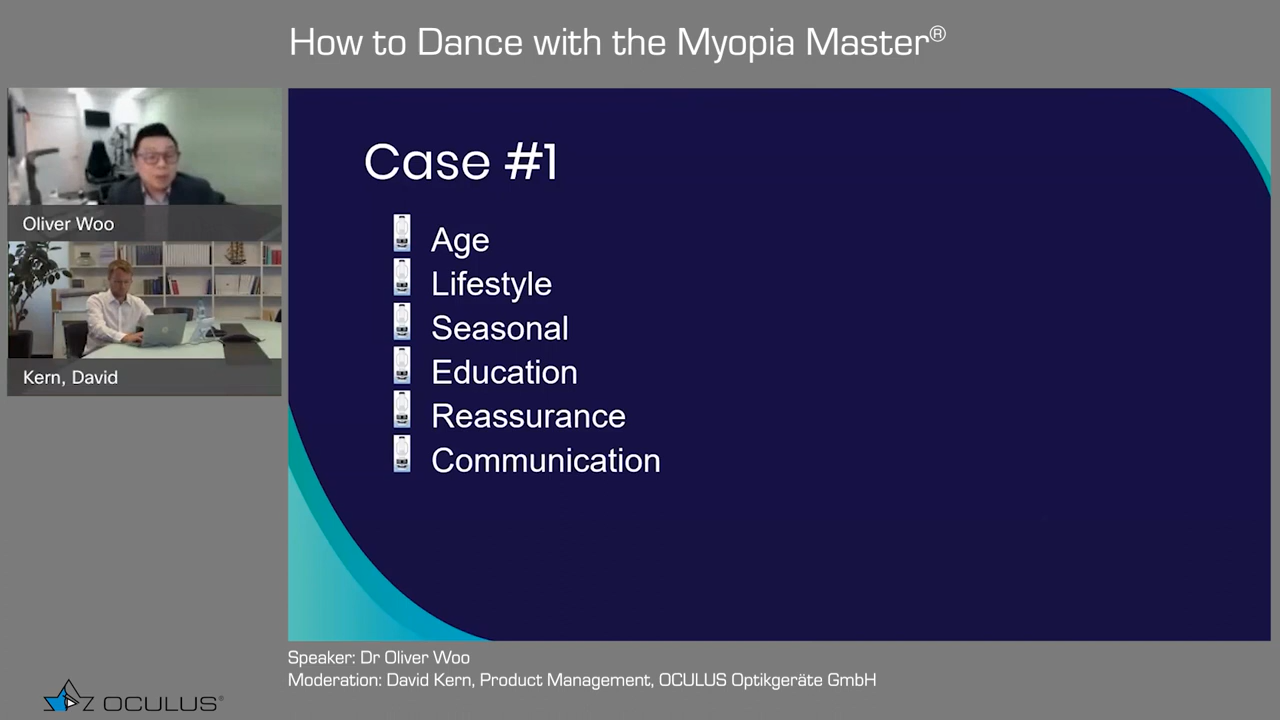 How to Dance with the Myopia Master®
Oliver Woo
Kern, David
Case #1
Age
Lifestyle
Seasonal
Education
Reassurance
Communication
Speaker: Dr Oliver Woo
Moderation: David Kern, Product Management, OCULUS Optikgeräte GmbH
OCULUS®